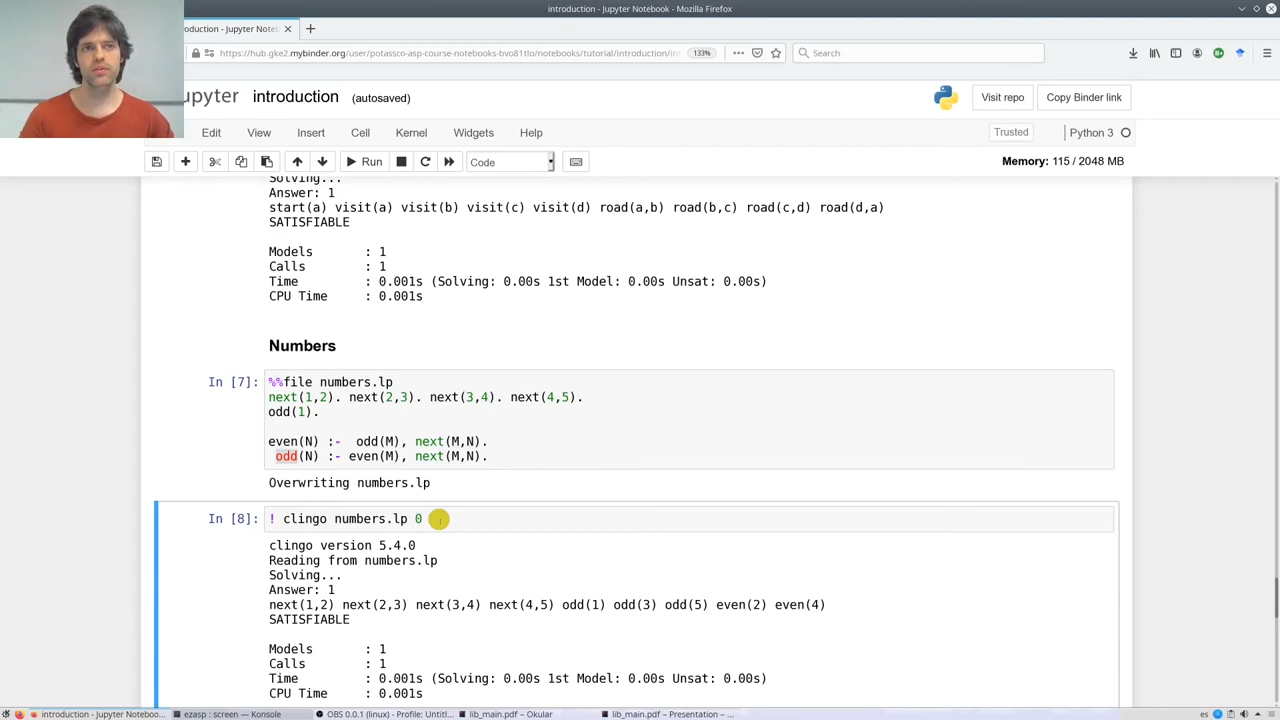 introduction - Jupyter Notebook - Mozilla Firefox
oduction - Jupyter Note
https://hub.gke2.mybinder.org/user/potassco-asp-course-notebooks-bvo81tlo/notebooks/tutorial/introduction/in
133%
Search
upyter introduction (autosaved)
Visit repo
Copy Binder link
Edit View Insert Cell Kernel Widgets Help
Trusted
Python 3
Run
Code
Memory: 115 / 2048 MB
Solving...
Answer: 1
start(a) visit(a) visit(b) visit(c) visit(d) road(a,b) road(b,c) road(c,d) road(d,a)
SATISFIABLE
Models : 1
Calls : 1
Time : 0.001s (Solving: 0.00s 1st Model: 0.00s Unsat: 0.00s)
CPU Time : 0.001s
Numbers
In [7]: %%file numbers.lp
next(1,2). next(2,3). next(3,4). next(4,5).
odd(1).
even(N) :- odd(M), next(M,N).
odd(N) :- even(M), next(M,N).
Overwriting numbers.lp
In [8]: ! clingo numbers.lp 0
clingo version 5.4.0
Reading from numbers.lp
Solving...
Answer: 1
next(1,2) next(2,3) next(3,4) next(4,5) odd(1) odd(3) odd(5) even(2) even(4)
SATISFIABLE
Models : 1
Calls : 1
Time : 0.001s (Solving: 0.00s 1st Model: 0.00s Unsat: 0.00s)
CPU Time : 0.001s
introduction - Jupyter Noteboo...
ezasp : screen — Konsole
OBS 0.0.1 (linux) - Profile: Untitl...
lib_main.pdf – Okular
lib_main.pdf – Presentation – ...
es